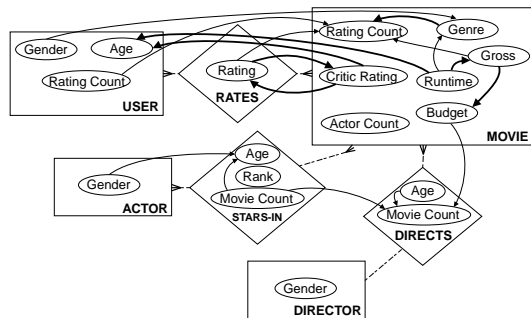 Gender
Age
Rating Count
Genre
Gross
Rating Count
USER
Rating
RATES
Critic Rating
Runtime
Budget
Actor Count
MOVIE
Age
Gender
Rank
Movie Count
ACTOR
STARS-IN
Age
Movie Count
DIRECTS
Gender
DIRECTOR